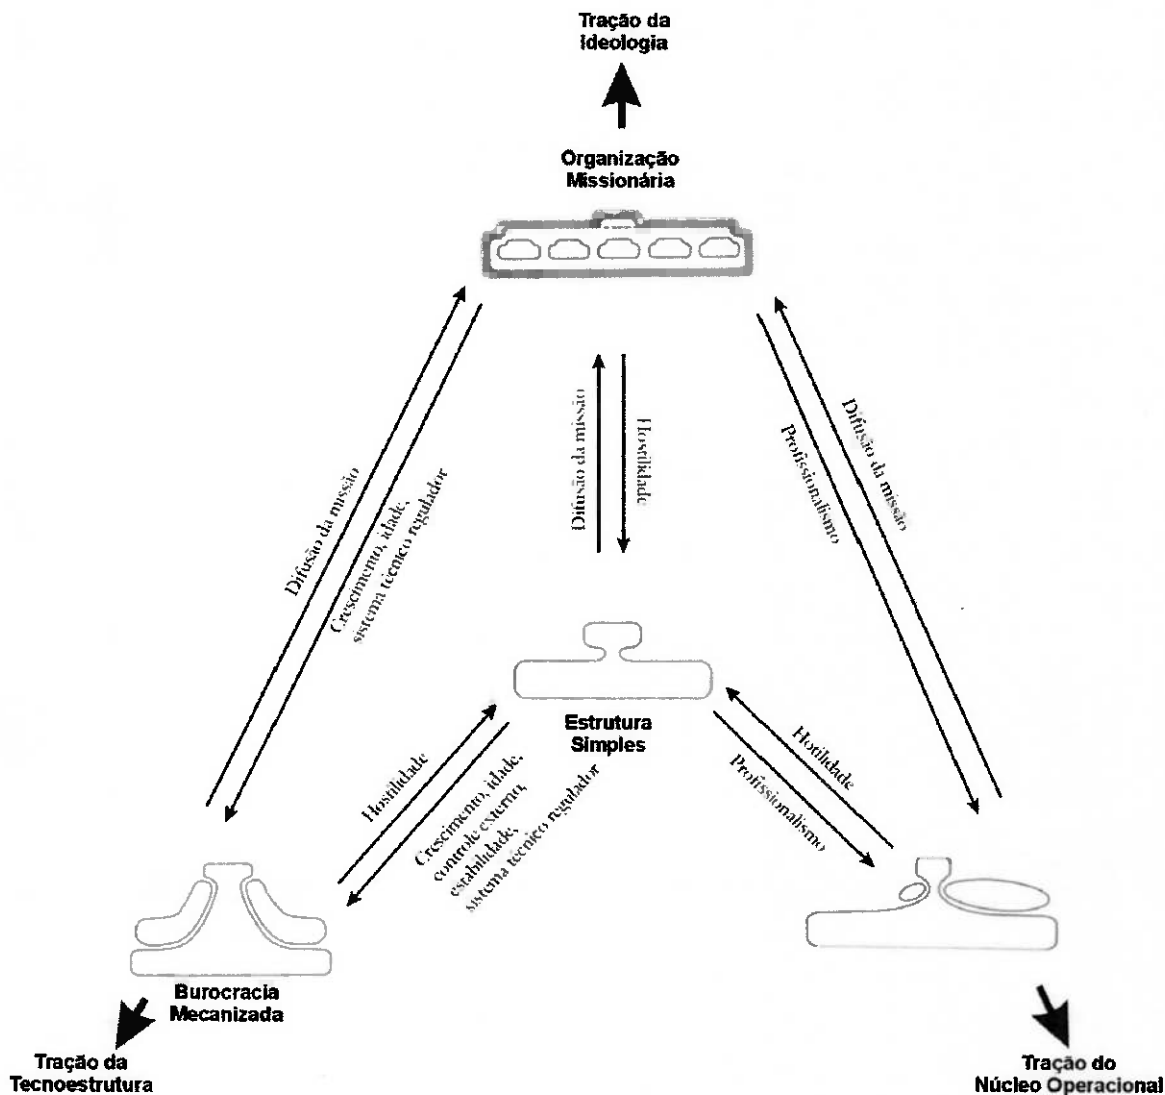 Tração da
Ideologia
Organização
Missionária
Difusão da missão
Crescimento, idade,
sistema técnico regulador
Difusão da missão
Hostilidade
Profissionalismo
Difusão da missão
Estrutura
Simples
Hostilidade
Crescimento, idade,
controle externo,
estabilidade,
sistema técnico regulador
Hotilidade
Profissionalismo
Burocracia
Mecanizada
Tração da
Tecnoestrutura
Tração do
Núcleo Operacional